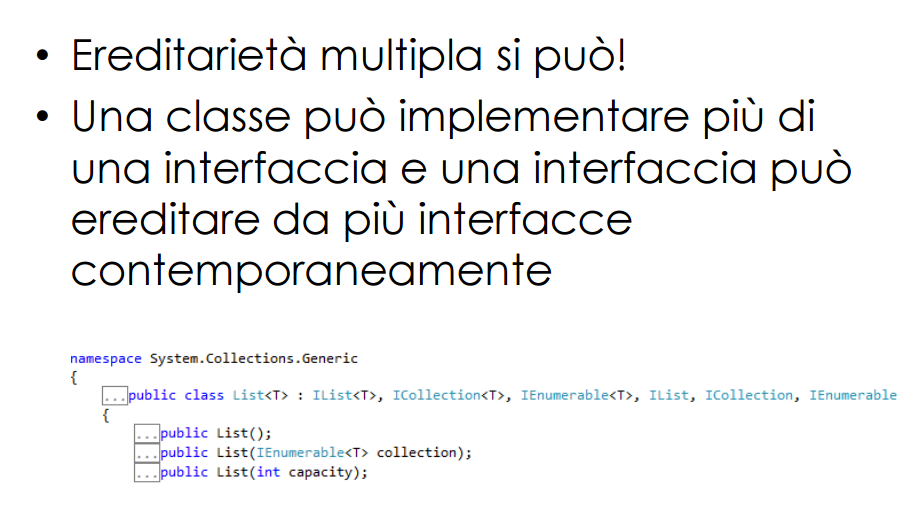 • Ereditarietà multipla si può!
• Una classe può implementare più di
una interfaccia e una interfaccia può
ereditare da più interfacce
contemporaneamente
namespace System.Collections.Generic
{
...public class List<T> : IList<T>, ICollection<T>, IEnumerable<T>, IList, ICollection, IEnumerable
{
...public List();
...public List(IEnumerable<T> collection);
...public List(int capacity);